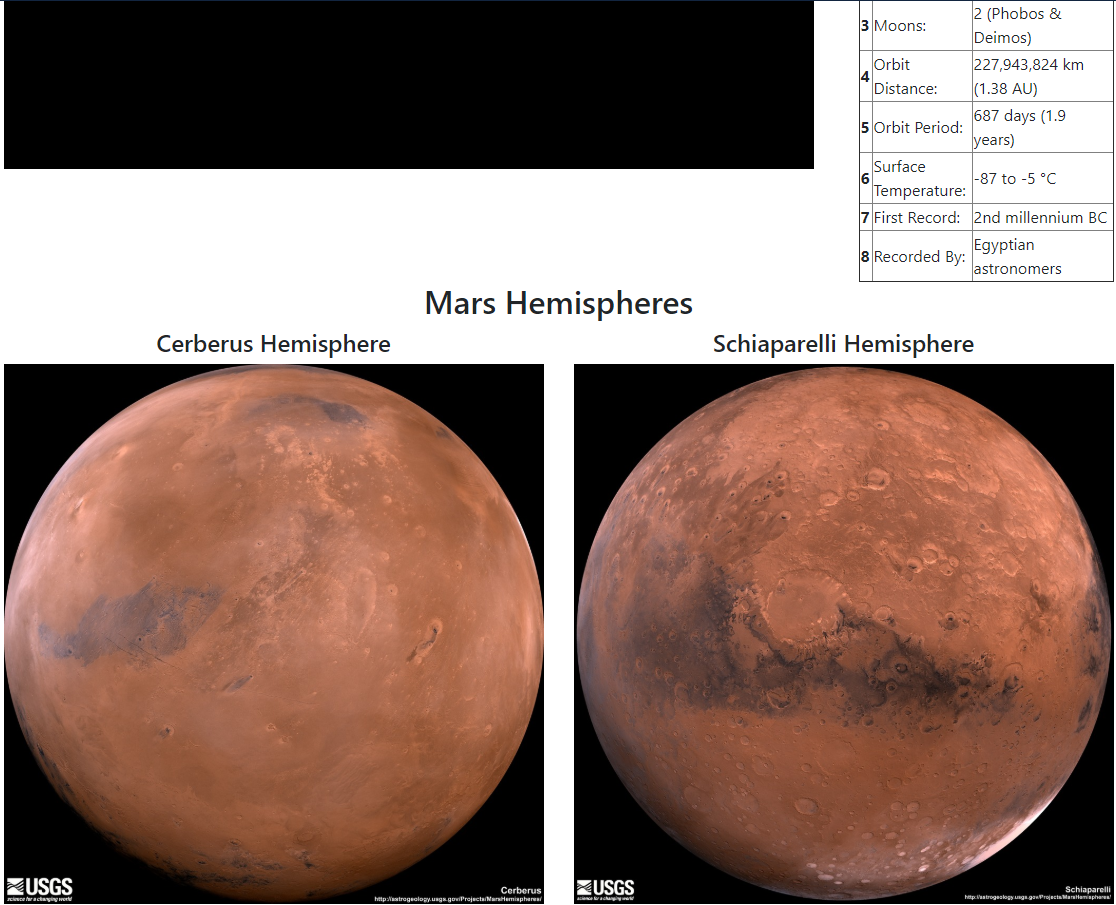 3 Moons: 2 (Phobos &
Deimos)
4 Orbit
Distance: 227,943,824 km
(1.38 AU)
5 Orbit Period: 687 days (1.9
years)
6 Surface
Temperature: -87 to -5 °C
7 First Record: 2nd millennium BC
8 Recorded By: Egyptian
astronomers
Mars Hemispheres
Cerberus Hemisphere
Schiaparelli Hemisphere
USGS
science for a changing world
Cerberus
http://astrogeology.usgs.gov/Projects/MarsHemispheres/
USGS
science for a changing world
Schiaparelli
http://astrogeology.usgs.gov/Projects/MarsHemispheres/